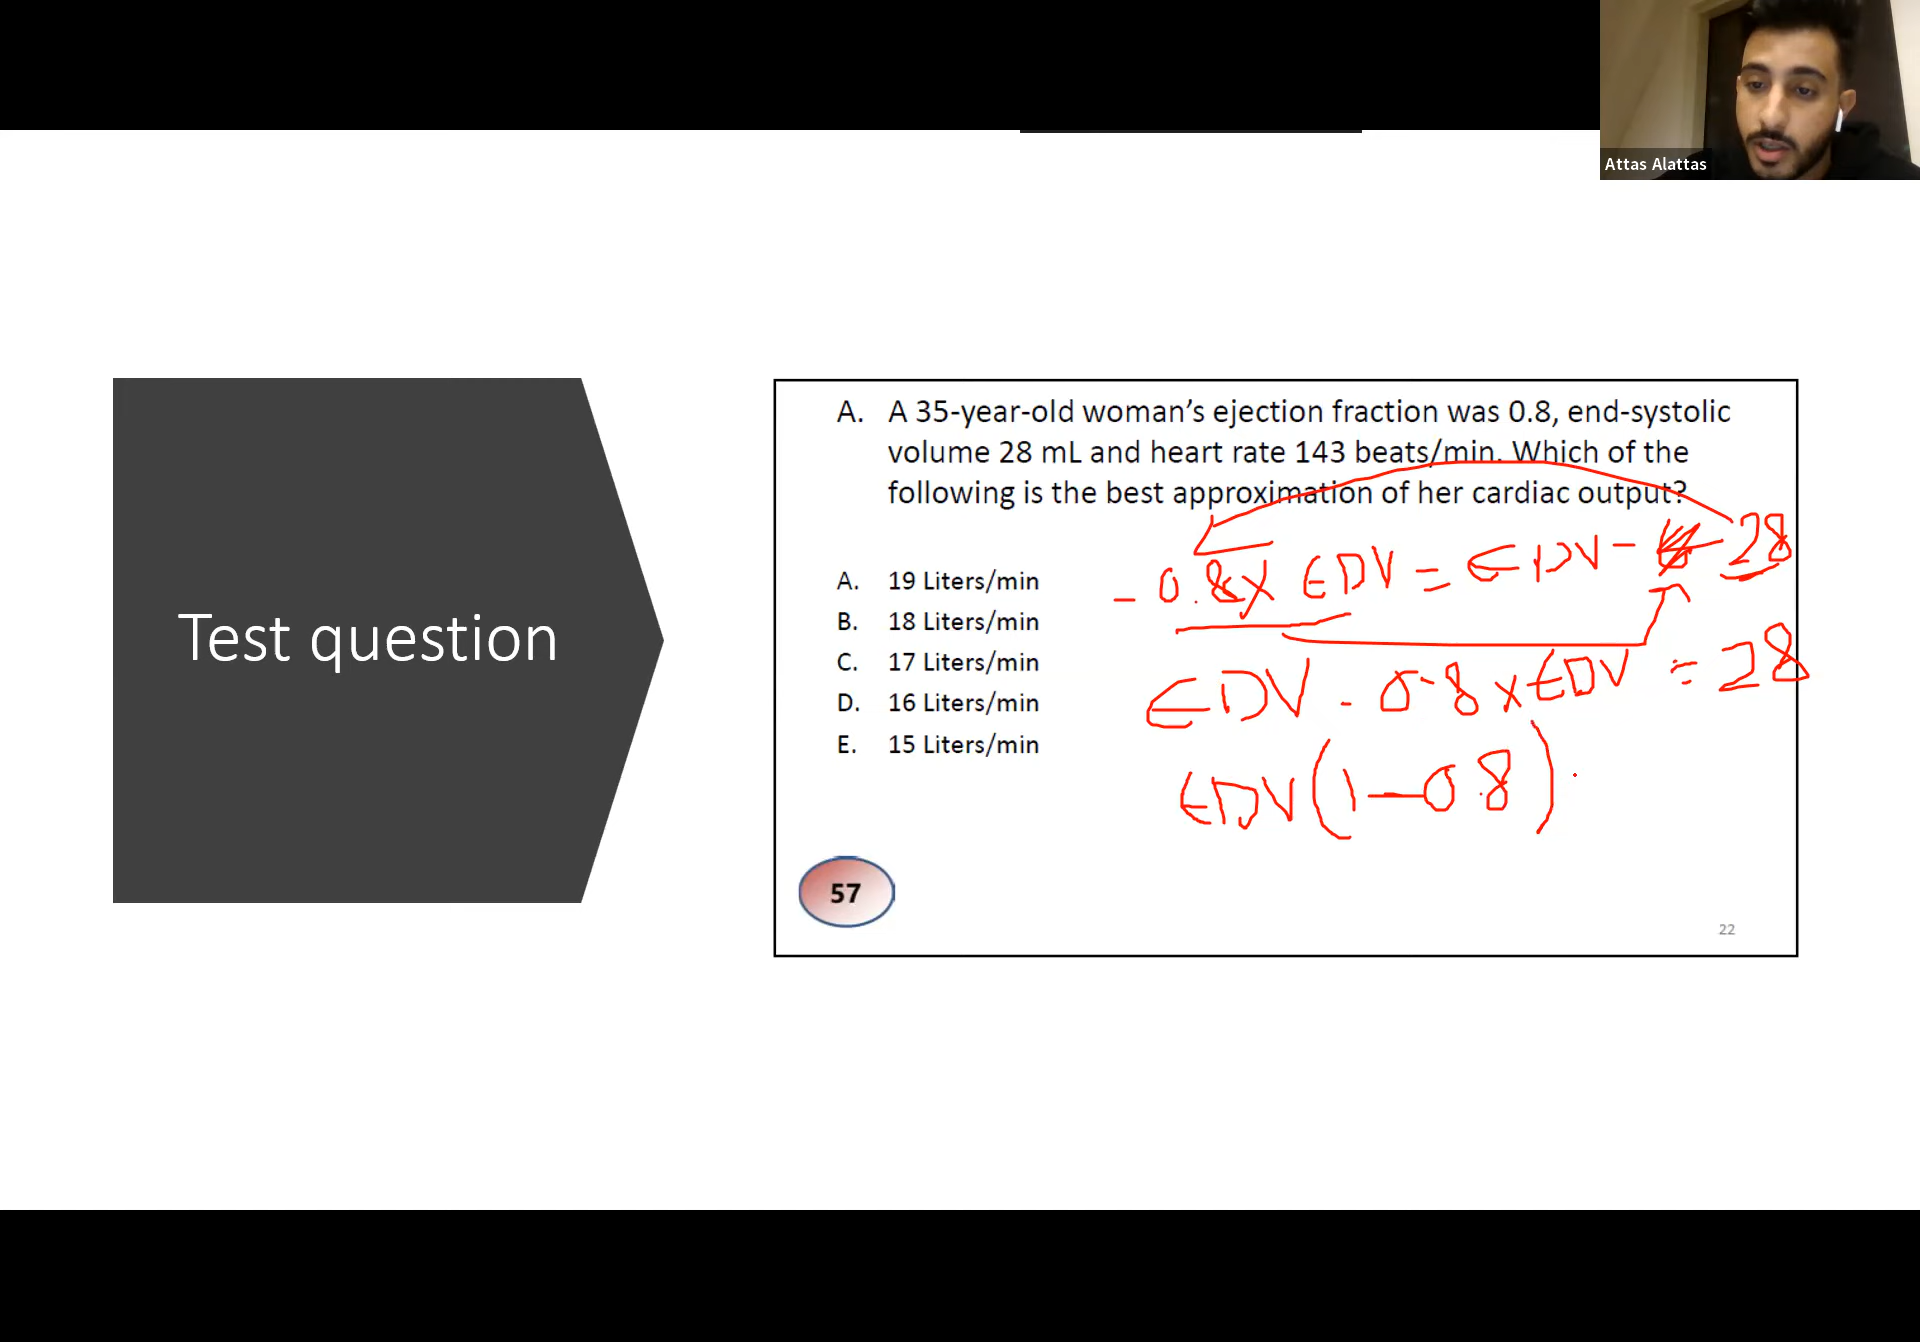 Attas Alattas
Test question
A. A 35-year-old woman's ejection fraction was 0.8, end-systolic
volume 28 mL and heart rate 143 beats/min. Which of the
following is the best approximation of her cardiac output?
A. 19 Liters/min
B. 18 Liters/min
C. 17 Liters/min
D. 16 Liters/min
E. 15 Liters/min
- 0.8x EDV = EDV - 28
EDV - 0.8 x EDV = 28
EDV (1-0.8)
57
22